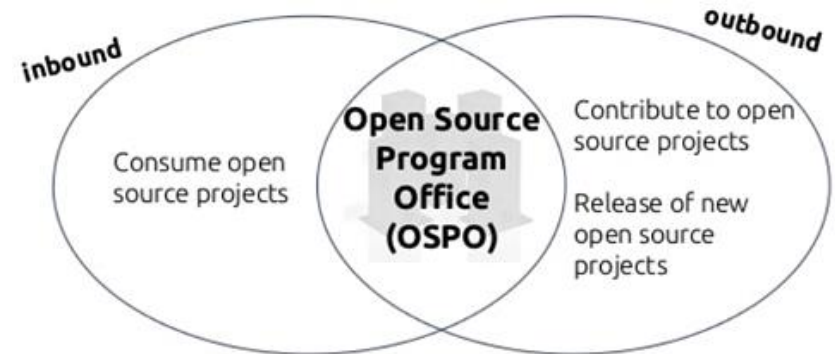 inbound
outbound
Consume open
source projects
Open Source
Program
Office
(OSPO)
Contribute to open
source projects
Release of new
open source
projects